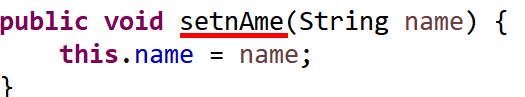 public void setnAme(String name) {
    this.name = name;
}